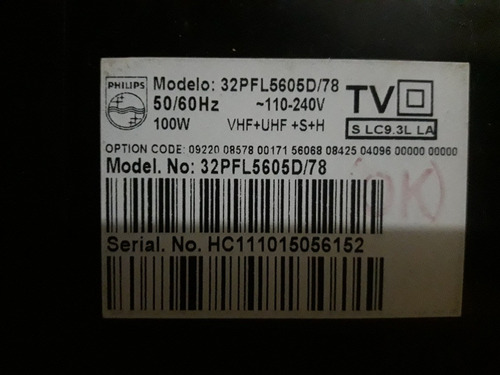 PHILIPS
Modelo: 32PFL5605D/78
50/60Hz ~110-240V
100W VHF+UHF +S+H
TV
S LC9.3L LA
OPTION CODE: 09220 08578 00171 56068 08425 04096 00000 00000
Model. No: 32PFL5605D/78
OK)
Serial. No. HC111015056152